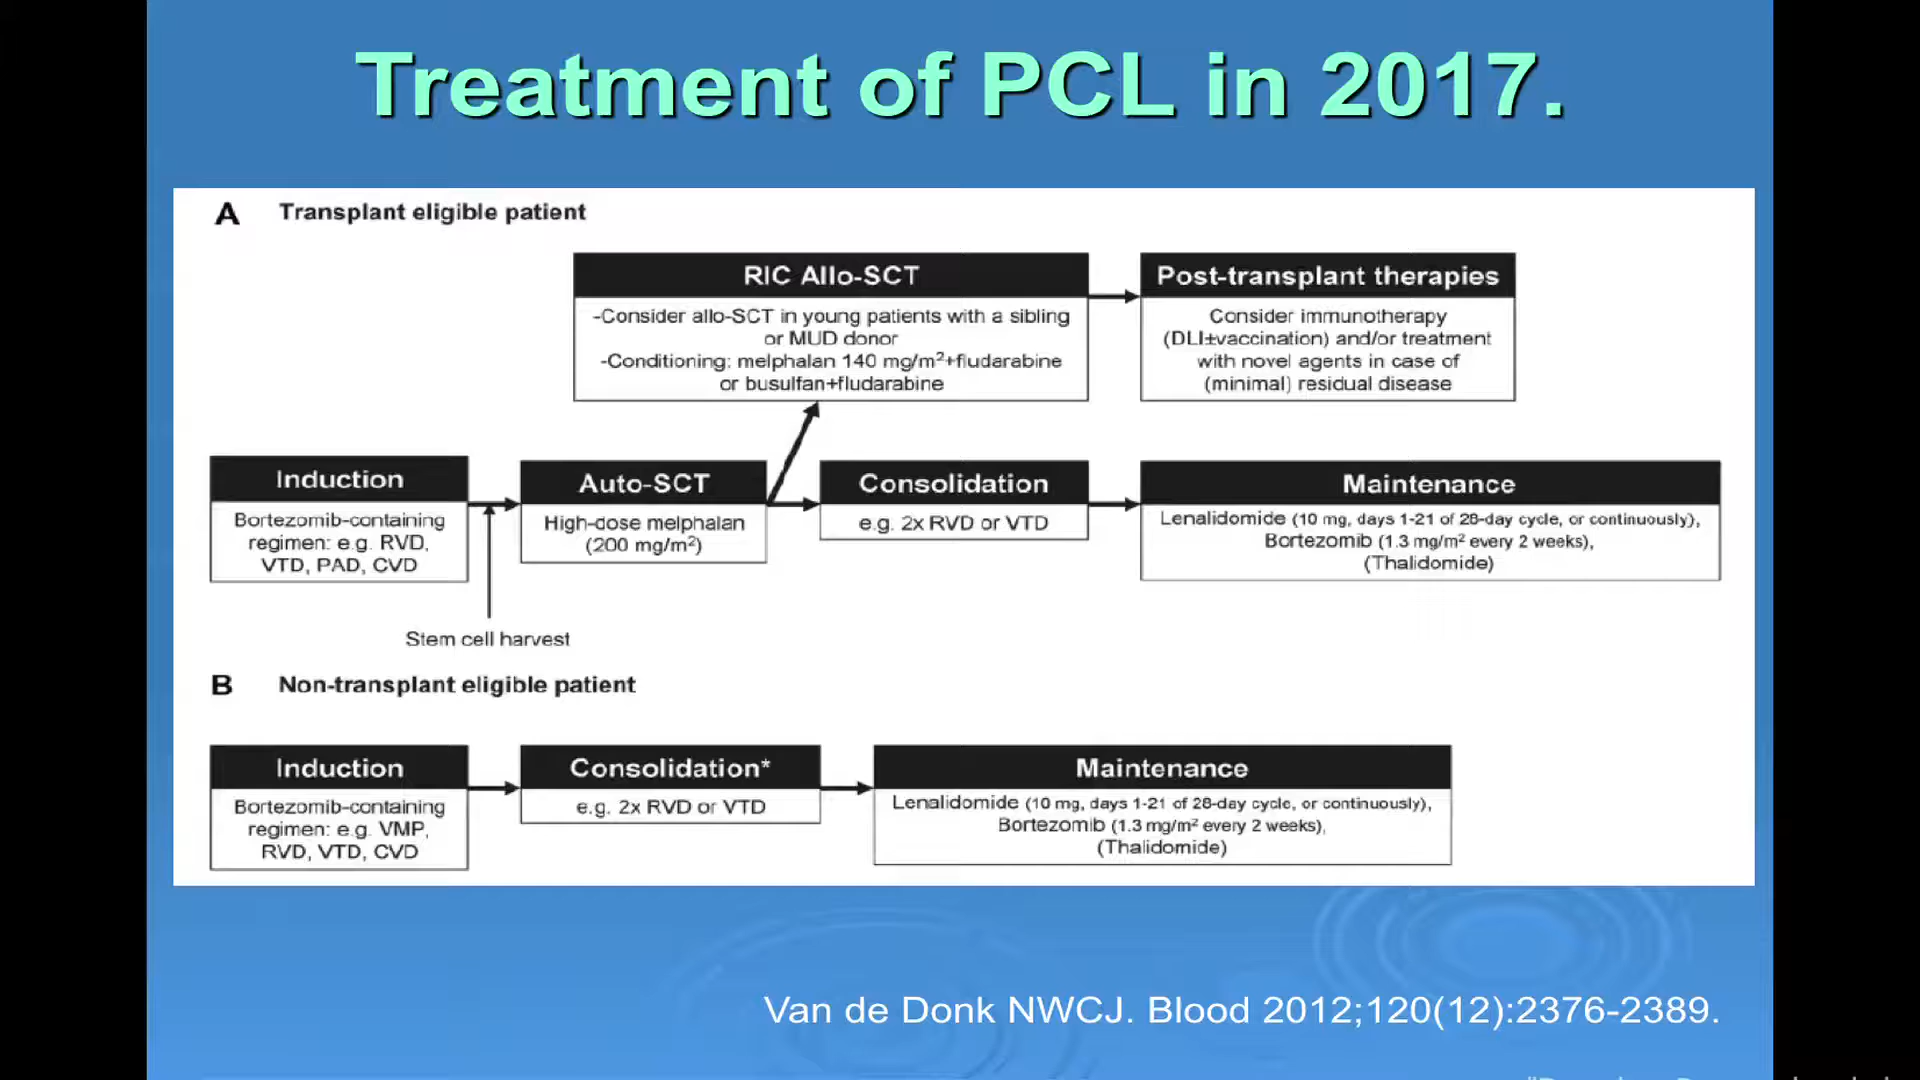 Treatment of PCL in 2017.
A Transplant eligible patient
RIC Allo-SCT
-Consider allo-SCT in young patients with a sibling
or MUD donor
-Conditioning: melphalan 140 mg/m²+fludarabine
or busulfan+fludarabine
Post-transplant therapies
Consider immunotherapy
(DLI±vaccination) and/or treatment
with novel agents in case of
(minimal) residual disease
Induction
Bortezomib-containing
regimen: e.g. RVD,
VTD, PAD, CVD
Stem cell harvest
Auto-SCT
High-dose melphalan
(200 mg/m²)
Consolidation
e.g. 2x RVD or VTD
Maintenance
Lenalidomide (10 mg, days 1-21 of 28-day cycle, or continuously),
Bortezomib (1.3 mg/m² every 2 weeks),
(Thalidomide)
B Non-transplant eligible patient
Induction
Bortezomib-containing
regimen: e.g. VMP,
RVD, VTD, CVD
Consolidation*
e.g. 2x RVD or VTD
Maintenance
Lenalidomide (10 mg, days 1-21 of 28-day cycle, or continuously),
Bortezomib (1.3 mg/m² every 2 weeks),
(Thalidomide)
Van de Donk NWCJ. Blood 2012;120(12):2376-2389.